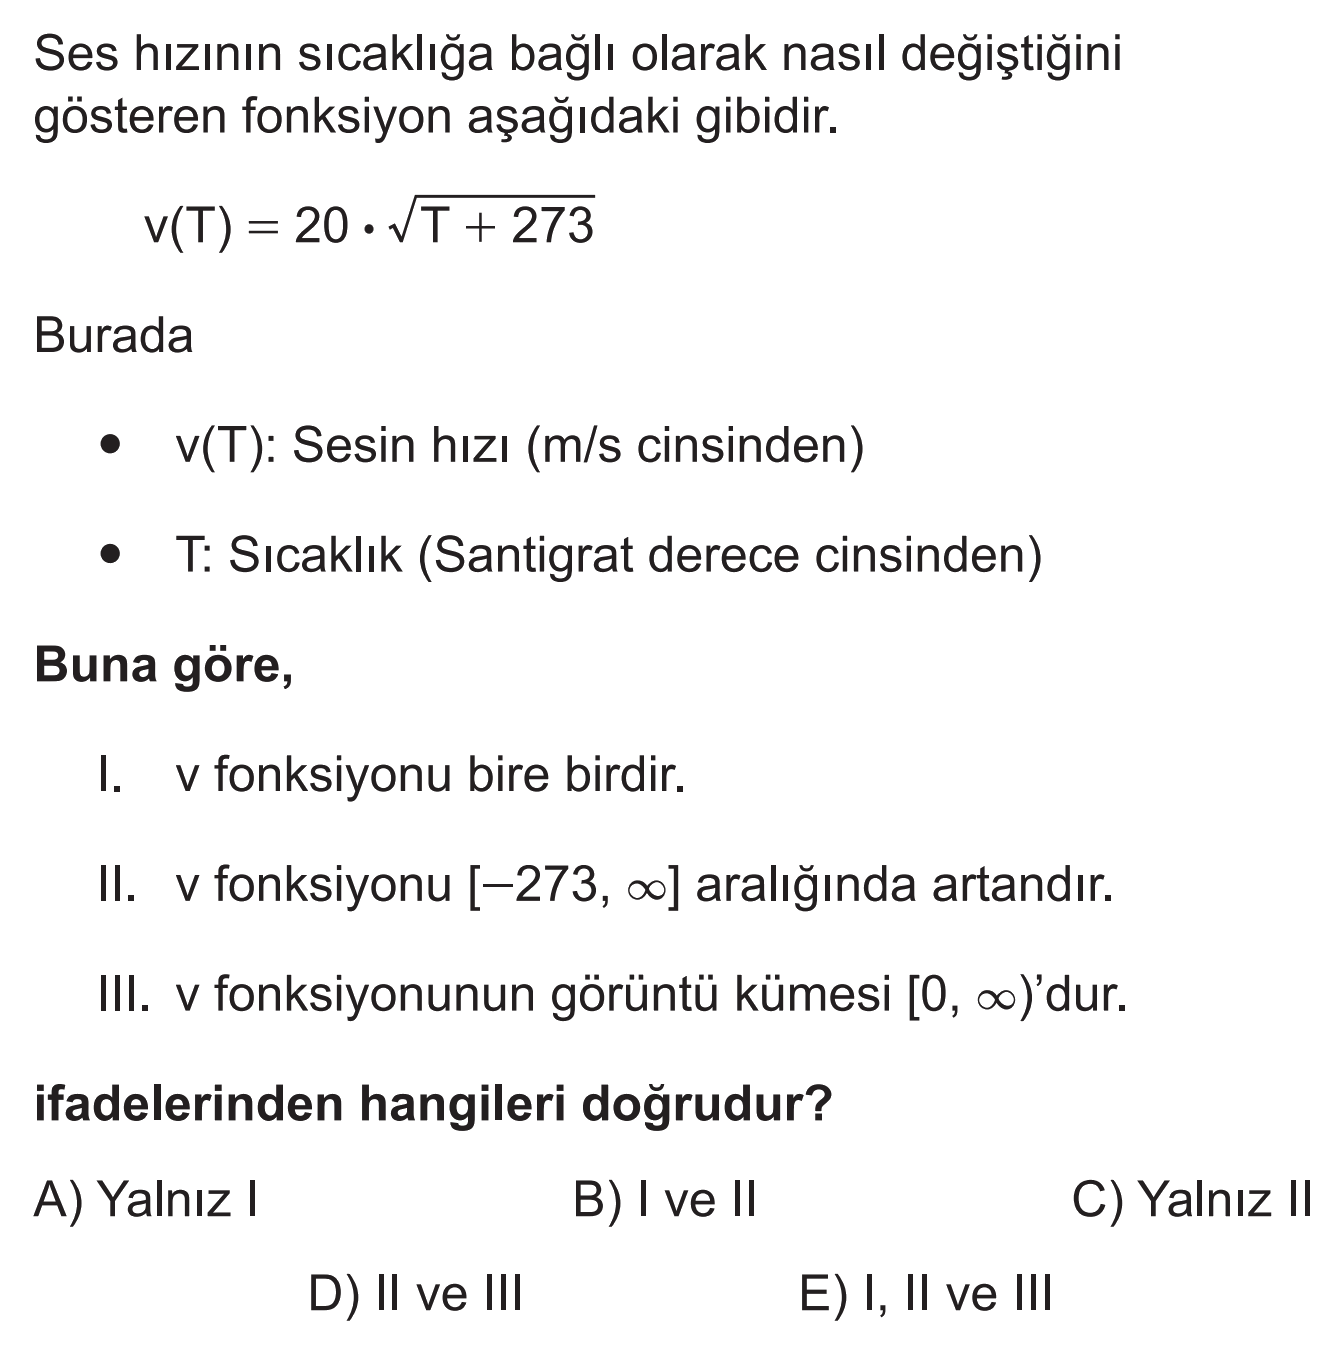 Ses hızının sıcaklığa bağlı olarak nasıl değiştiğini
gösteren fonksiyon aşağıdaki gibidir.
v(T) = 20 · √(T + 273)
Burada
• v(T): Sesin hızı (m/s cinsinden)
• T: Sıcaklık (Santigrat derece cinsinden)
Buna göre,
I. v fonksiyonu bire birdir.
II. v fonksiyonu [–273, ∞] aralığında artandır.
III. v fonksiyonunun görüntü kümesi [0, ∞)’dur.
ifadelerinden hangileri doğrudur?
A) Yalnız I B) I ve II C) Yalnız II
D) II ve III E) I, II ve III